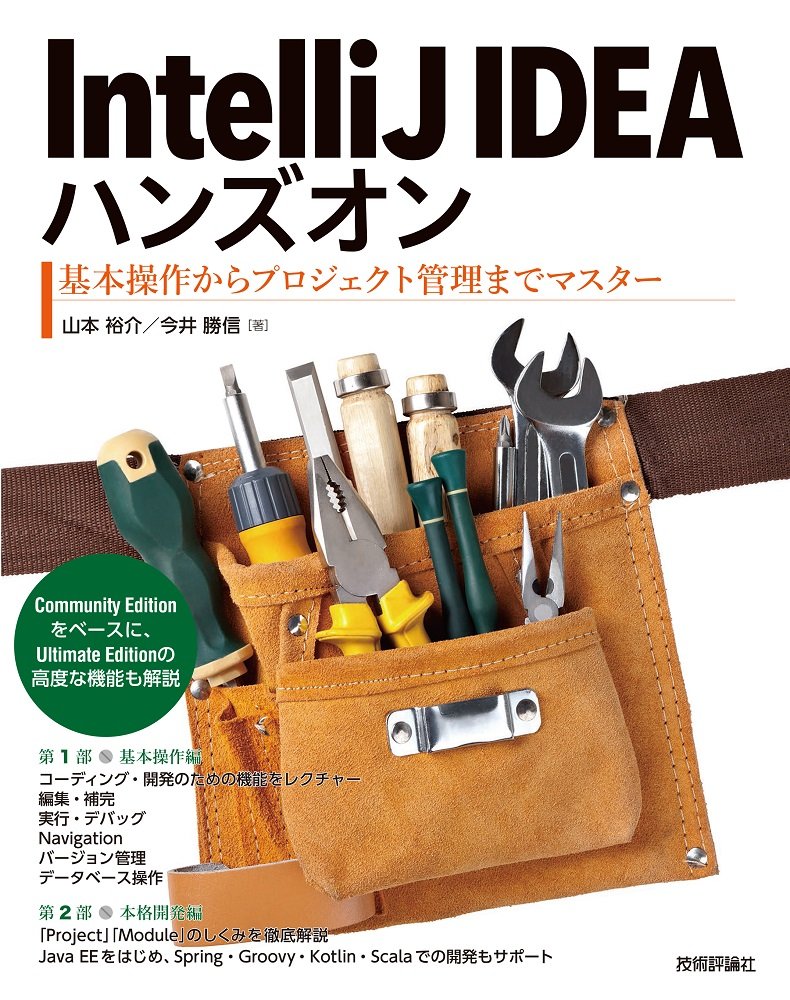 IntelliJ IDEA
ハンズオン
基本操作からプロジェクト管理までマスター
山本 裕介／今井 勝信 [著]
Community Edition
をベースに、
Ultimate Editionの
高度な機能も解説
第1部 基本操作編
コーディング・開発のための機能をレクチャー
編集・補完
実行・デバッグ
Navigation
バージョン管理
データベース操作
第2部 本格開発編
「Project」「Module」のしくみを徹底解説
Java EEをはじめ、Spring・Groovy・Kotlin・Scalaでの開発もサポート
技術評論社